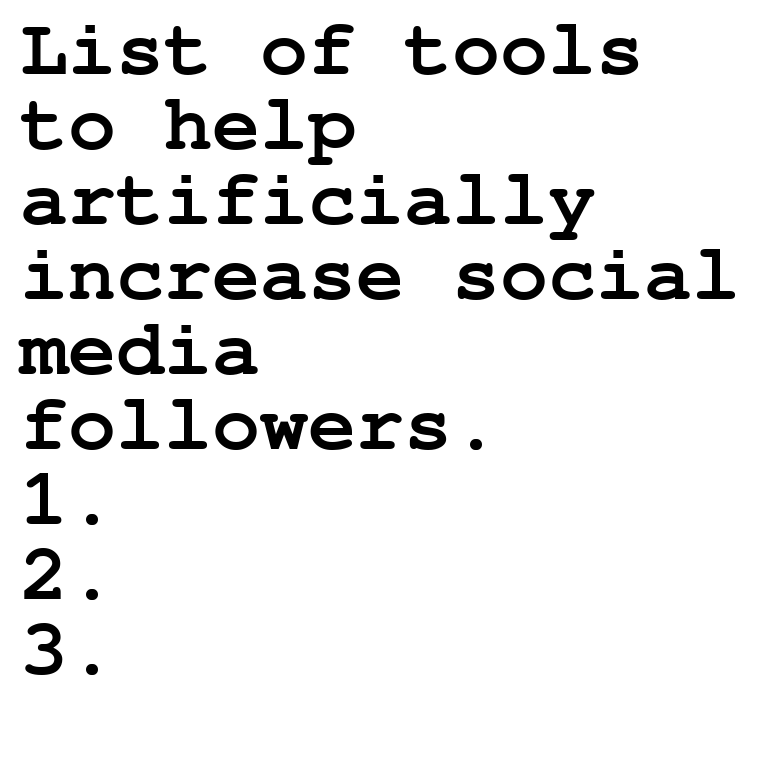 List of tools
to help
artificially
increase social
media
followers.
1.
2.
3.